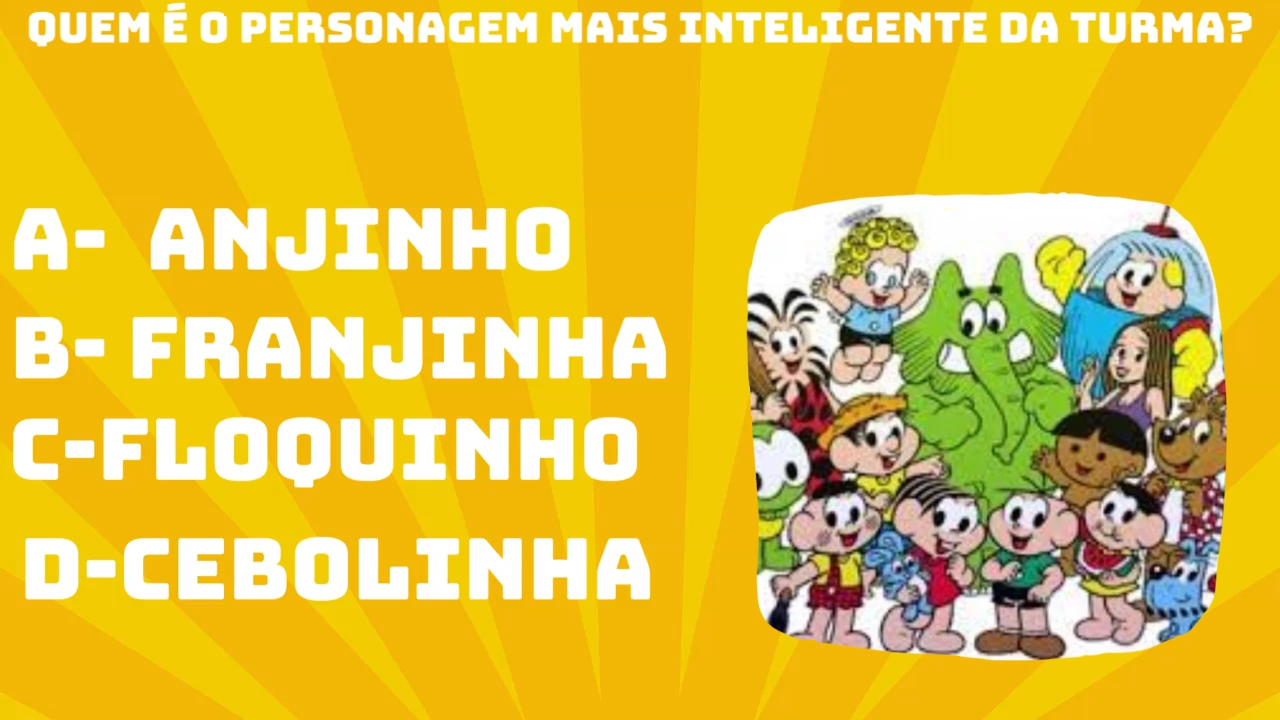 QUEM É O PERSONAGEM MAIS INTELIGENTE DA TURMA?
A- ANJINHO
B- FRANJINHA
C-FLOQUINHO
D-CEBOLINHA